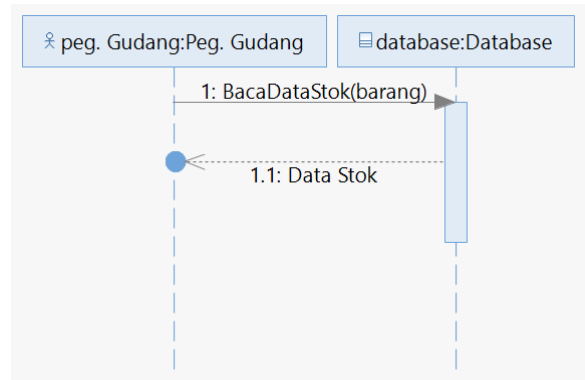 peg. Gudang:Peg. Gudang
database:Database
1: BacaDataStok(barang)
1.1: Data Stok